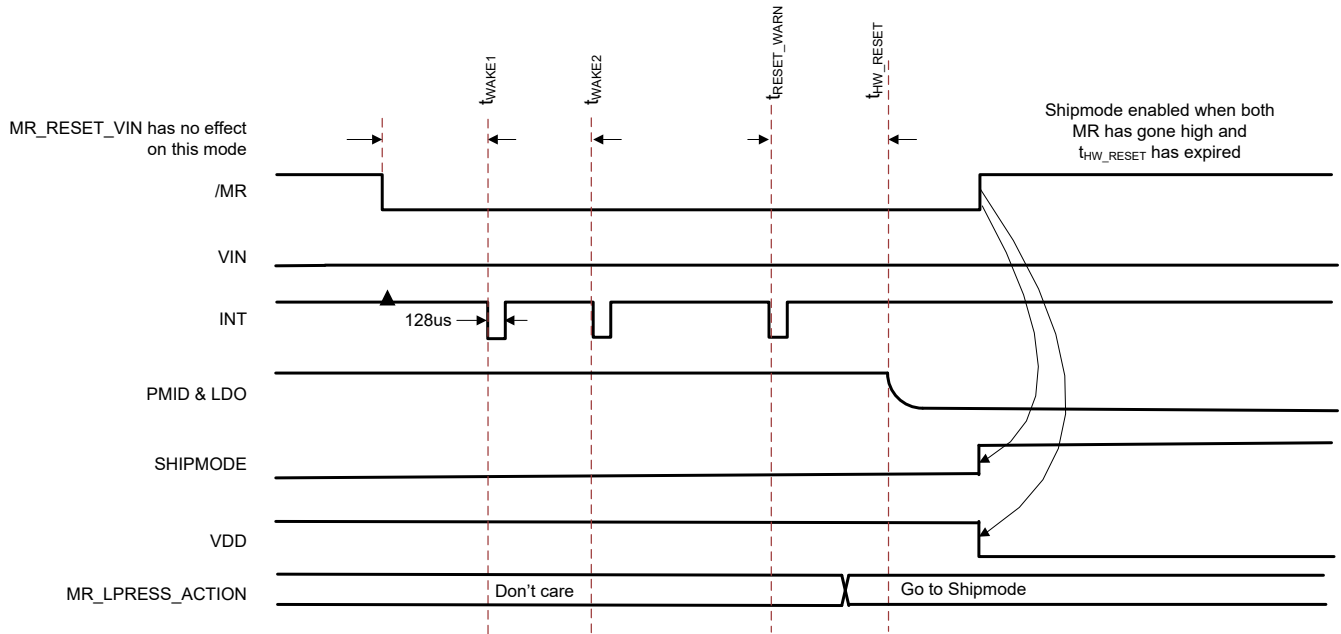 tWAKE1
tWAKE2
tRESET_WARN
tHW_RESET
MR_RESET_VIN has no effect
on this mode
Shipmode enabled when both
MR has gone high and
tHW_RESET has expired
/MR
VIN
INT
128us
PMID & LDO
SHIPMODE
VDD
MR_LPRESS_ACTION
Don't care
Go to Shipmode